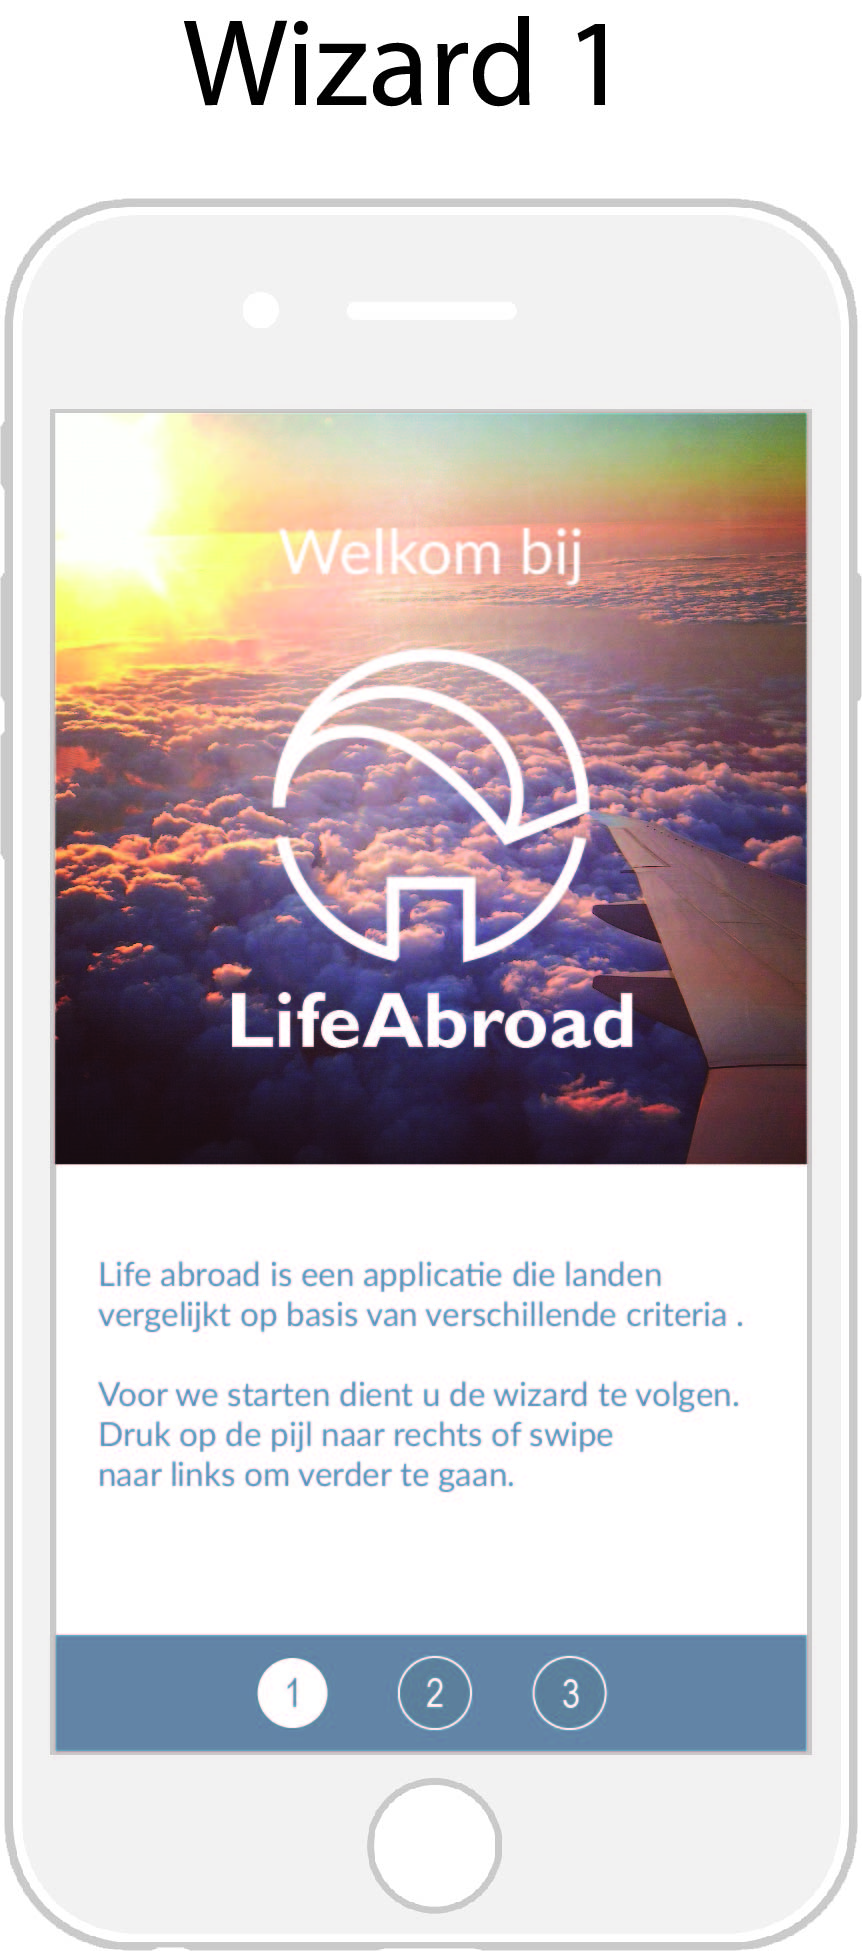 Wizard 1
Welkom bij
LifeAbroad
Life abroad is een applicatie die landen
vergelijkt op basis van verschillende criteria .
Voor we starten dient u de wizard te volgen.
Druk op de pijl naar rechts of swipe
naar links om verder te gaan.
1 2 3